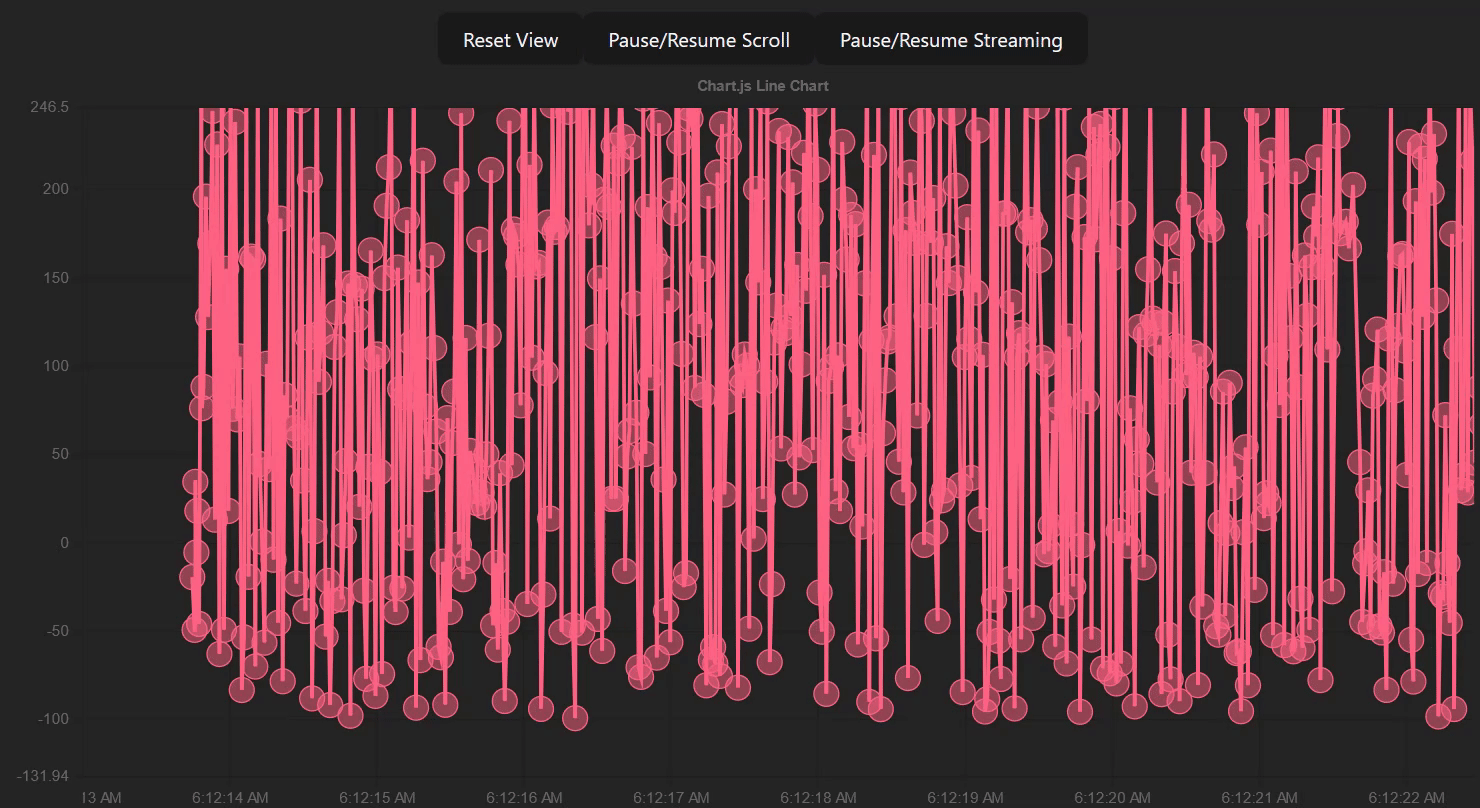 Reset View
Pause/Resume Scroll
Pause/Resume Streaming
Chart.js Line Chart
246.5
200
150
100
50
0
-50
-100
-131.94
13 AM
6:12:14 AM
6:12:15 AM
6:12:16 AM
6:12:17 AM
6:12:18 AM
6:12:19 AM
6:12:20 AM
6:12:21 AM
6:12:22 AM